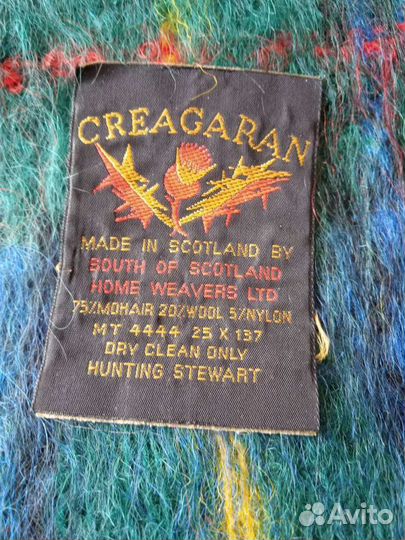 CREAGARAN
MADE IN SCOTLAND BY
SOUTH OF SCOTLAND
HOME WEAVERS LTD
75%MOHAIR 20%WOOL 5%NYLON
MT 4444 25 X 137
DRY CLEAN ONLY
HUNTING STEWART
Avito